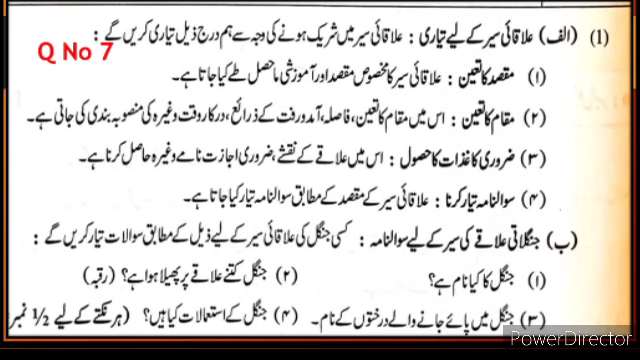 (1) (الف) علاقائی سیر کے لیے تیاری : علاقائی سیر میں شریک ہونے کی وجہ سے ہم درج ذیل تیاری کریں گے :
Q No 7
(۱) مقصد کا تعین : علاقائی سیر کا مخصوص مقصد اور آموزشی ماحصل طے کیا جاتا ہے۔
(۲) مقام کا تعین : اس میں مقام کا تعین، فاصلہ، آمدورفت کے ذرائع، درکار وقت وغیرہ کی منصوبہ بندی کی جاتی ہے۔
(۳) ضروری کاغذات کا حصول : اس میں علاقے کے نقشے، ضروری اجازت نامے وغیرہ حاصل کرنا ہے۔
(۴) سوالنامہ تیار کرنا : علاقائی سیر کے مقصد کے مطابق سوالنامہ تیار کیا جاتا ہے۔
(ب) جنگلاتی علاقے کی سیر کے لیے سوالنامہ : کسی جنگل کی علاقائی سیر کے لیے ذیل کے مطابق سوالات تیار کریں گے :
(۱) جنگل کا کیا نام ہے؟ (۲) جنگل کتنے علاقے پر پھیلا ہوا ہے؟ (رقبہ)
(۳) جنگل میں پائے جانے والے درختوں کے نام۔ (۴) جنگل کے استعمالات کیا ہیں؟ (ہر نکتے کے لیے ½ نمبر
PowerDirector